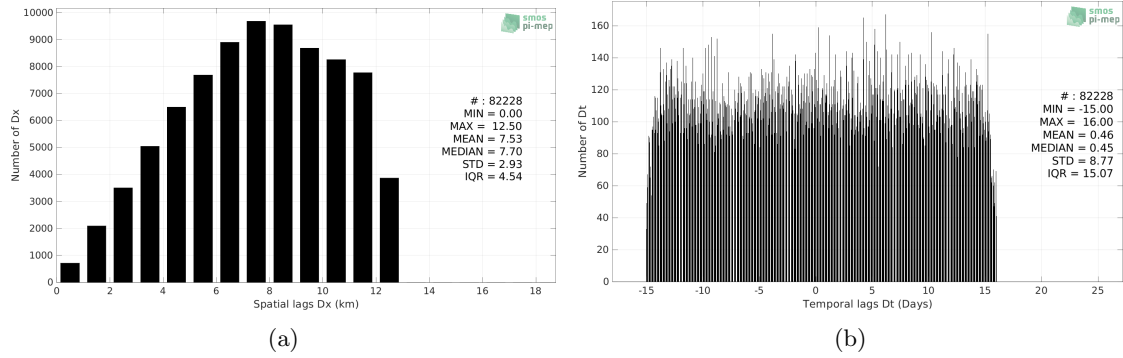 10000
9000
8000
7000
6000
5000
4000
3000
2000
1000
0
Number of Dx
0 2 4 6 8 10 12 14 16 18
Spatial lags Dx (km)
smos
pi-mep
# : 82228
MIN = 0.00
MAX = 12.50
MEAN = 7.53
MEDIAN = 7.70
STD = 2.93
IQR = 4.54
(a)
160
140
120
100
80
60
40
20
0
Number of Dt
-15 -10 -5 0 5 10 15 20 25
Temporal lags Dt (Days)
smos
pi-mep
# : 82228
MIN = -15.00
MAX = 16.00
MEAN = 0.46
MEDIAN = 0.45
STD = 8.77
IQR = 15.07
(b)